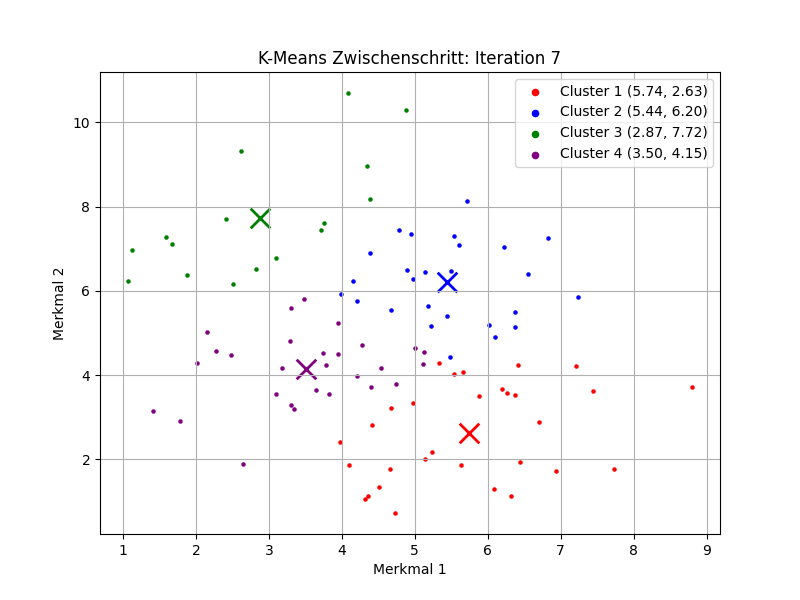 K-Means Zwischenschritt: Iteration 7
Cluster 1 (5.74, 2.63)
Cluster 2 (5.44, 6.20)
Cluster 3 (2.87, 7.72)
Cluster 4 (3.50, 4.15)
Merkmal 2
10
8
6
4
2
1 2 3 4 5 6 7 8 9
Merkmal 1